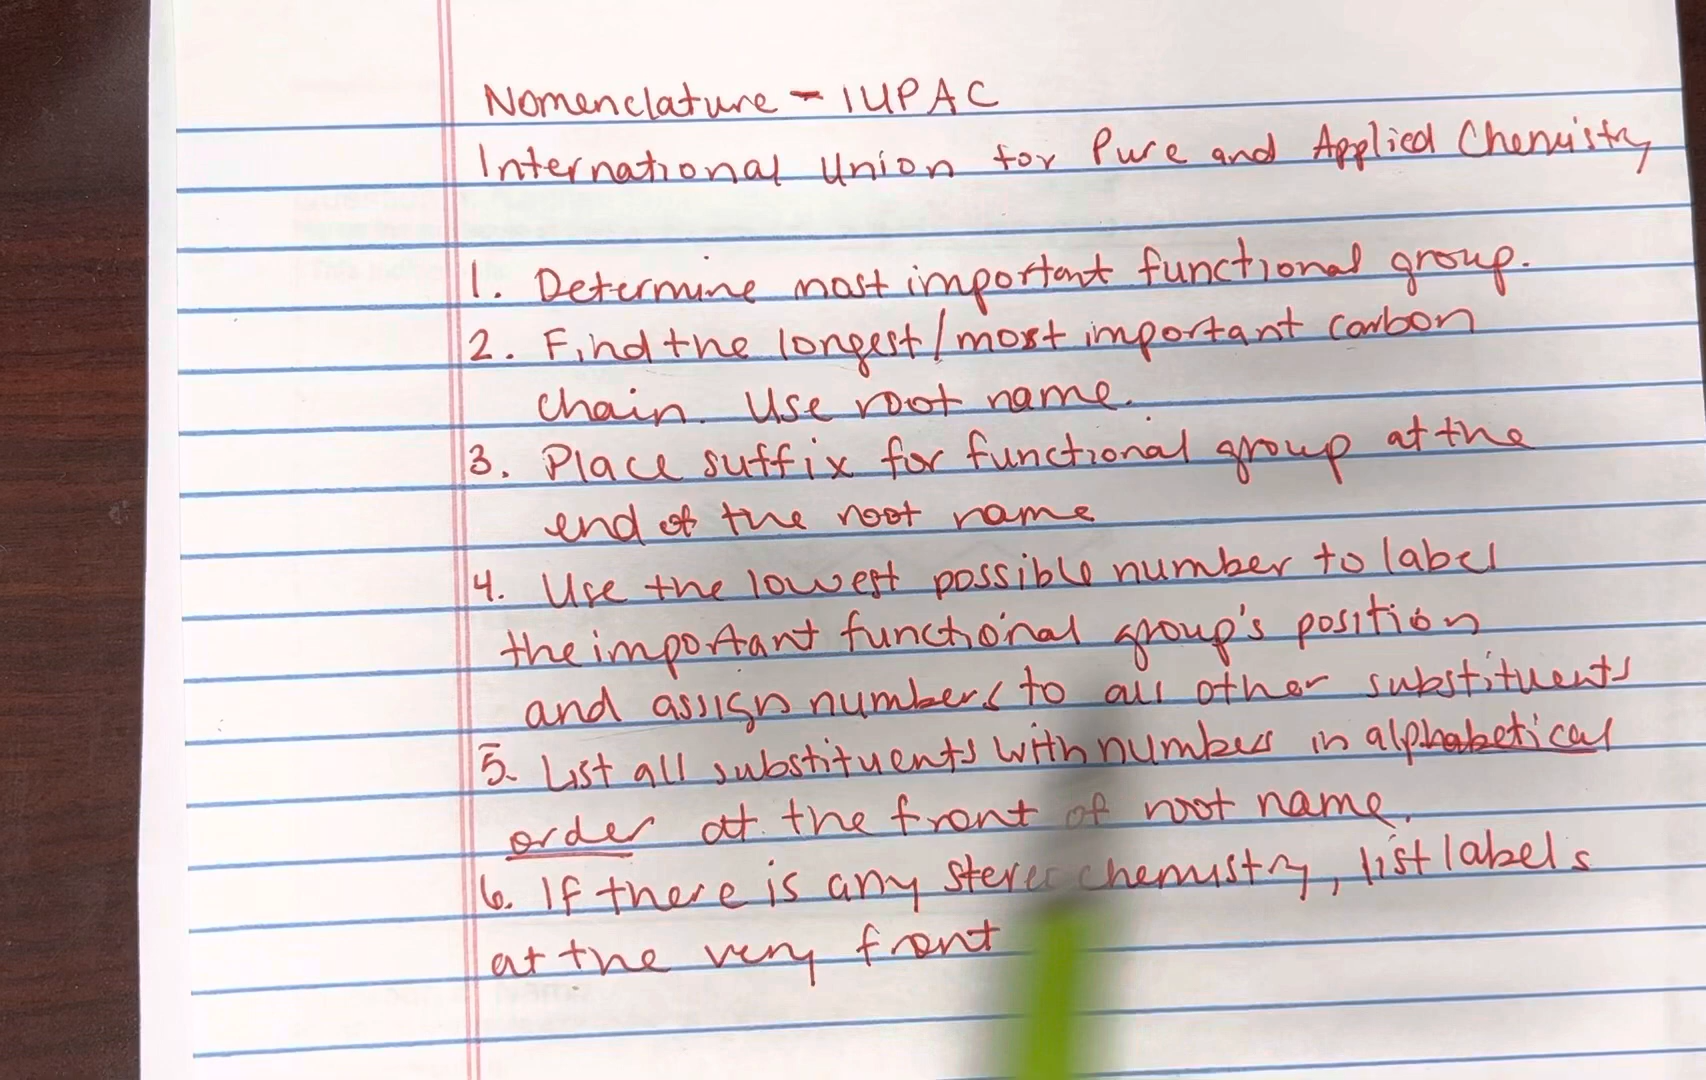 Nomenclature - IUPAC
International Union for Pure and Applied Chemistry
1. Determine most important functional group.
2. Find the longest/most important carbon
chain. Use root name.
3. Place suffix for functional group at the
end of the root name
4. Use the lowest possible number to label
the important functional group's position
and assign numbers to all other substituents
5. List all substituents with numbers in alphabetical
order at the front of root name.
6. If there is any stereochemistry, list labels
at the very front